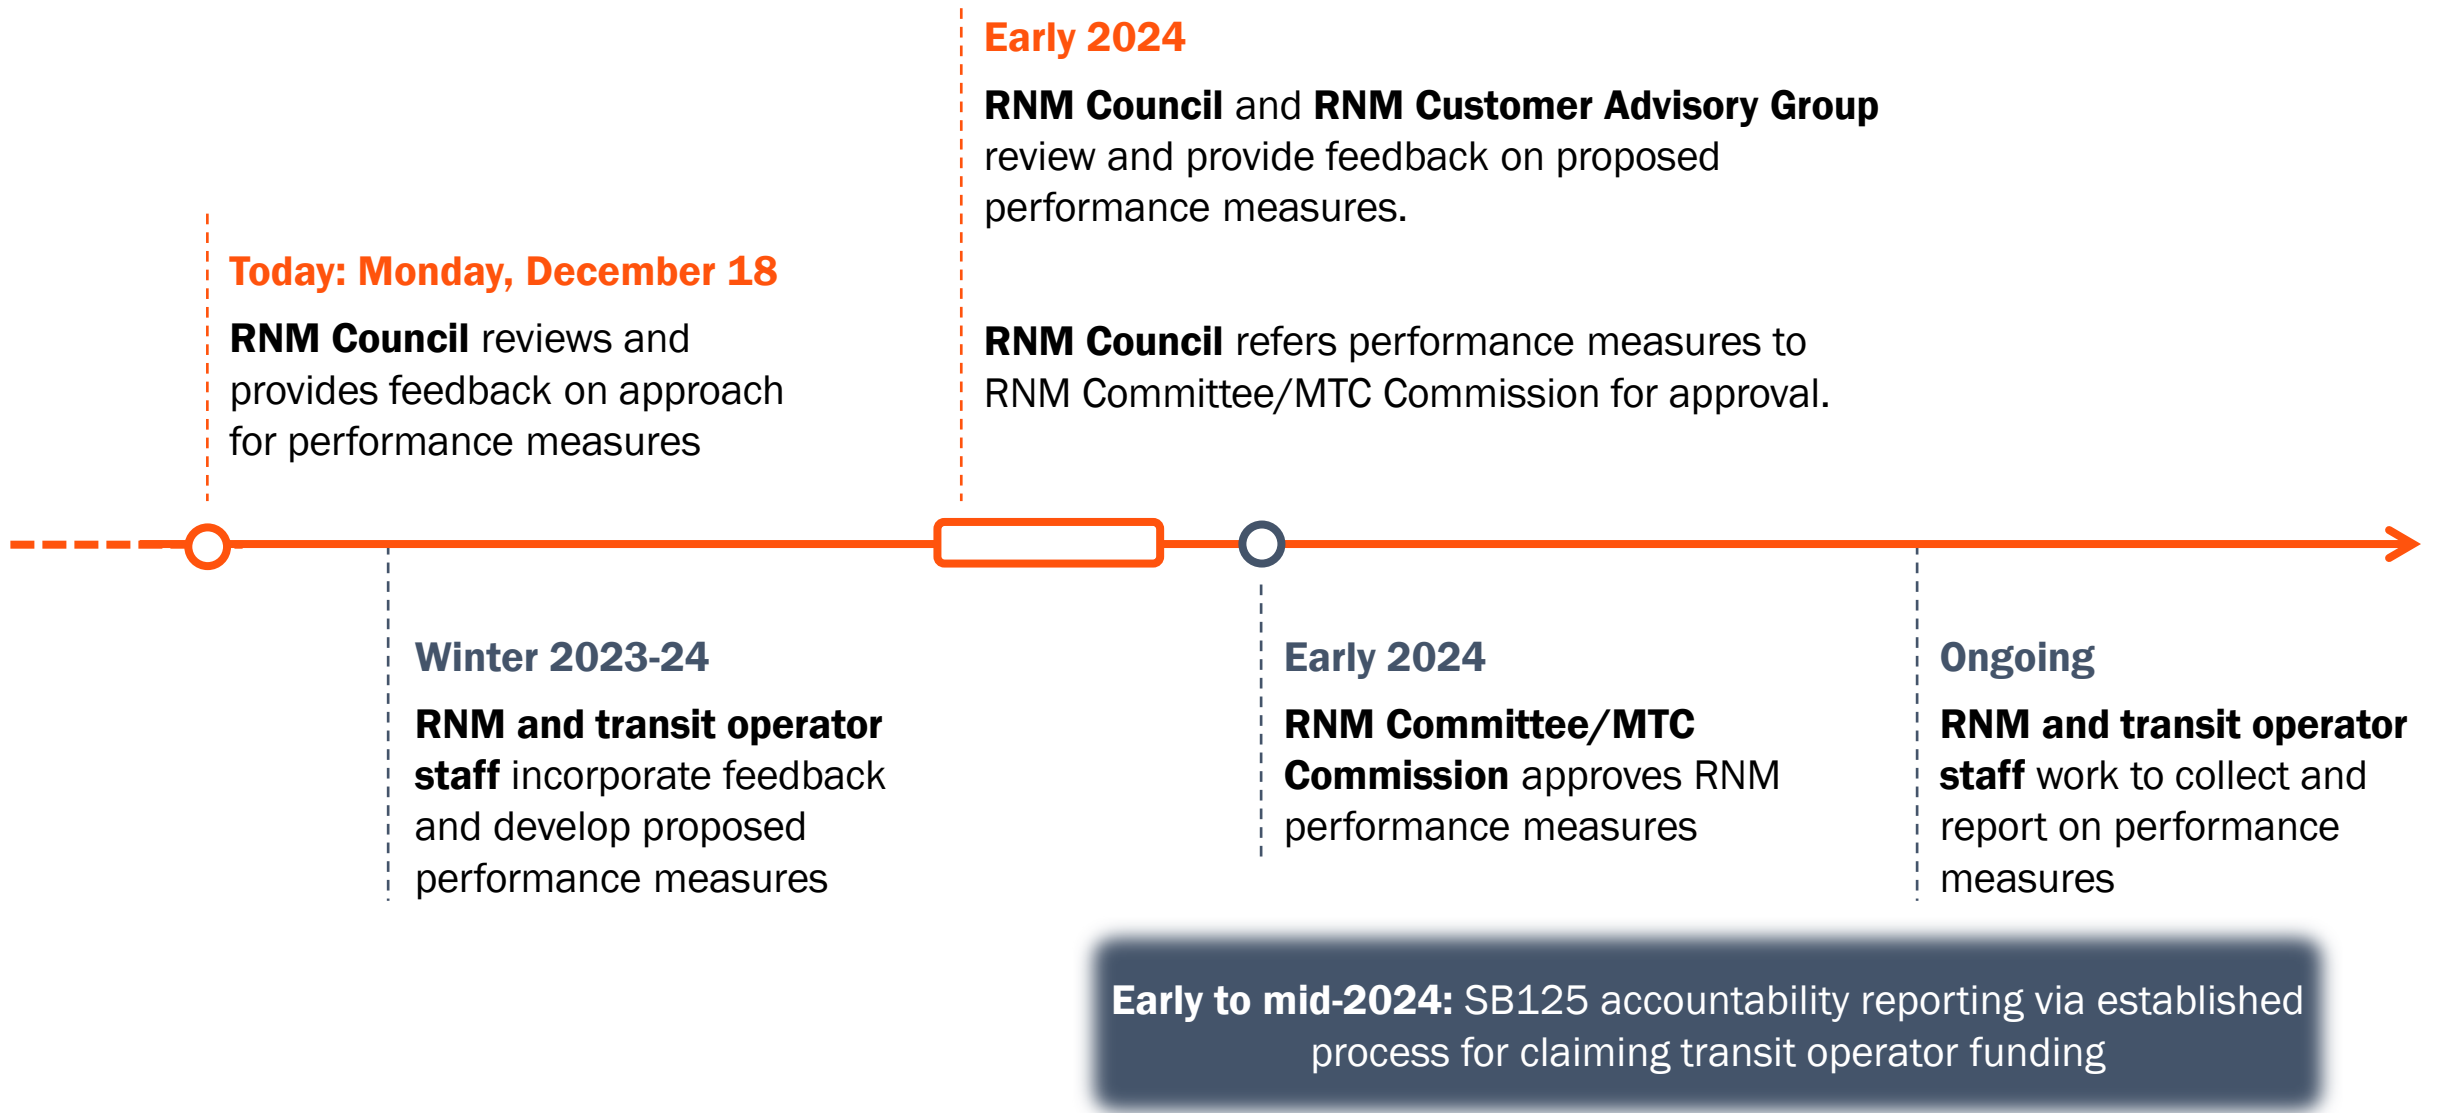 Early 2024
RNM Council and RNM Customer Advisory Group
review and provide feedback on proposed
performance measures.
RNM Council refers performance measures to
RNM Committee/MTC Commission for approval.
Today: Monday, December 18
RNM Council reviews and
provides feedback on approach
for performance measures
Winter 2023-24
RNM and transit operator
staff incorporate feedback
and develop proposed
performance measures
Early 2024
RNM Committee/MTC
Commission approves RNM
performance measures
Ongoing
RNM and transit operator
staff work to collect and
report on performance
measures
Early to mid-2024: SB125 accountability reporting via established
process for claiming transit operator funding